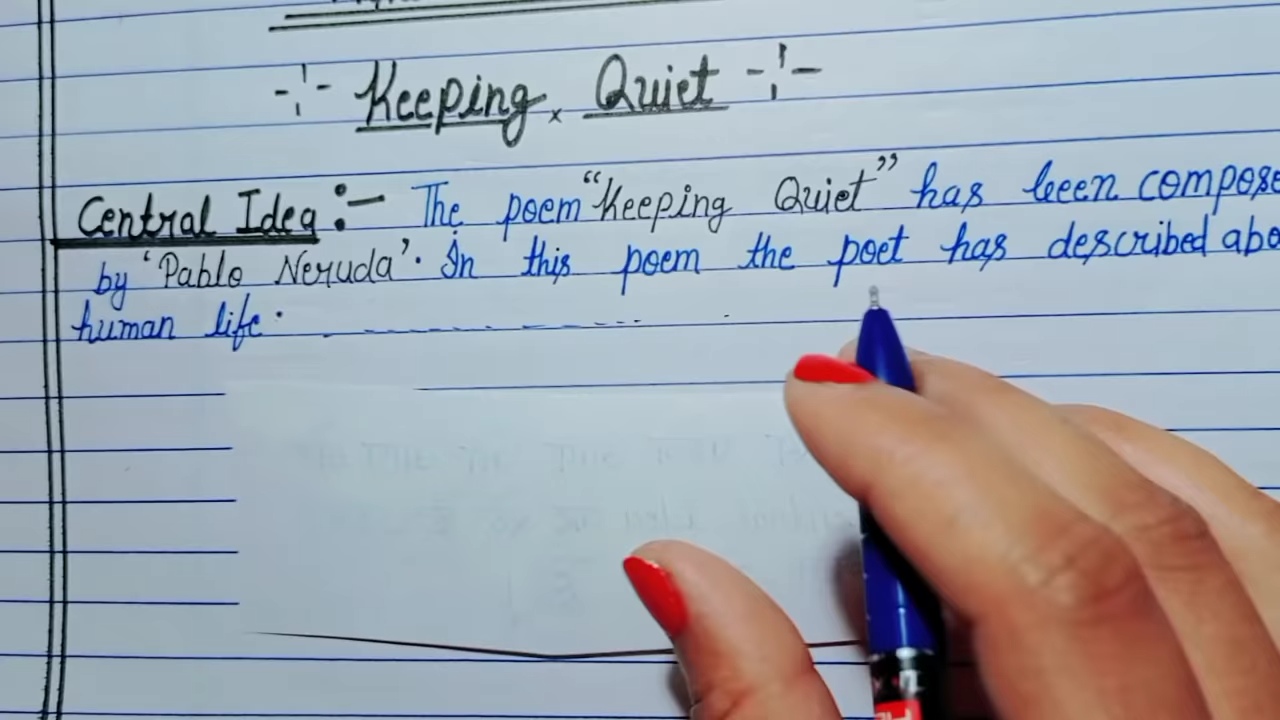 -:- Keeping x Quiet -:-
Central Idea :- The poem "Keeping Quiet" has been compose
by 'Pablo Neruda'. In this poem the poet has described abo
human life.